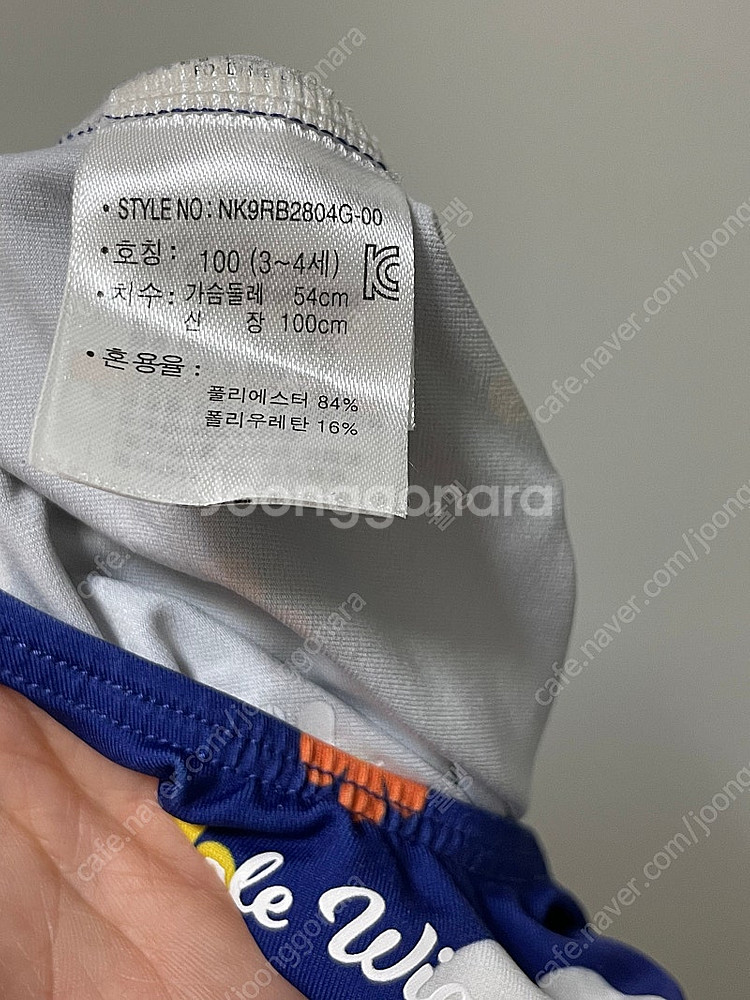 • STYLE NO : NK9RB2804G-00
• 호칭 : 100 (3~4세)
• 치수 : 가슴둘레 54cm
신 장 100cm
• 혼용율 :
폴리에스터 84%
폴리우레탄 16%
Joonggonara
cafe.naver.com/joonggonara